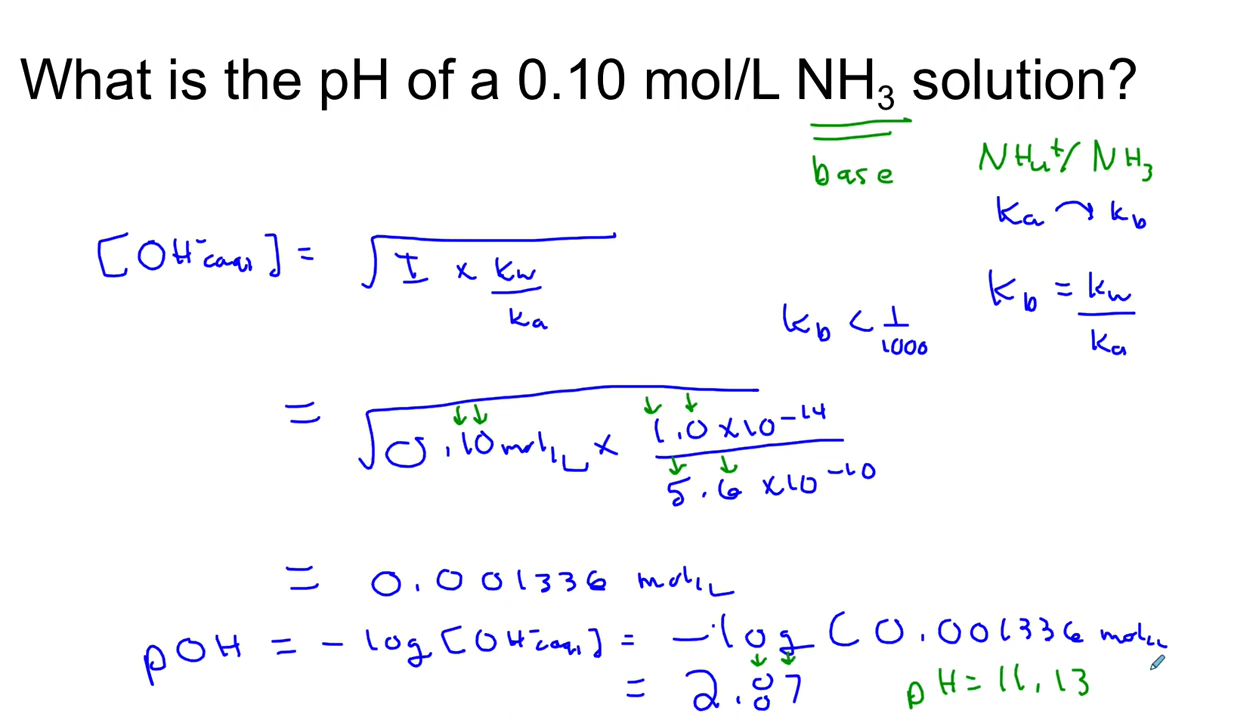 What is the pH of a 0.10 mol/L NH₃ solution?
base
NH₄⁺/NH₃
Ka → Kb
[OH⁻(aq)] = √(I × Kw/Ka)
Kb < 1/1000
Kb = Kw/Ka
= √(0.10 mol/L × 1.0 × 10⁻¹⁴/5.6 × 10⁻¹⁰)
= 0.001336 mol/L
pOH = -log[OH⁻(aq)] = -log(0.001336 mol/L
= 2.87
pH = 11.13